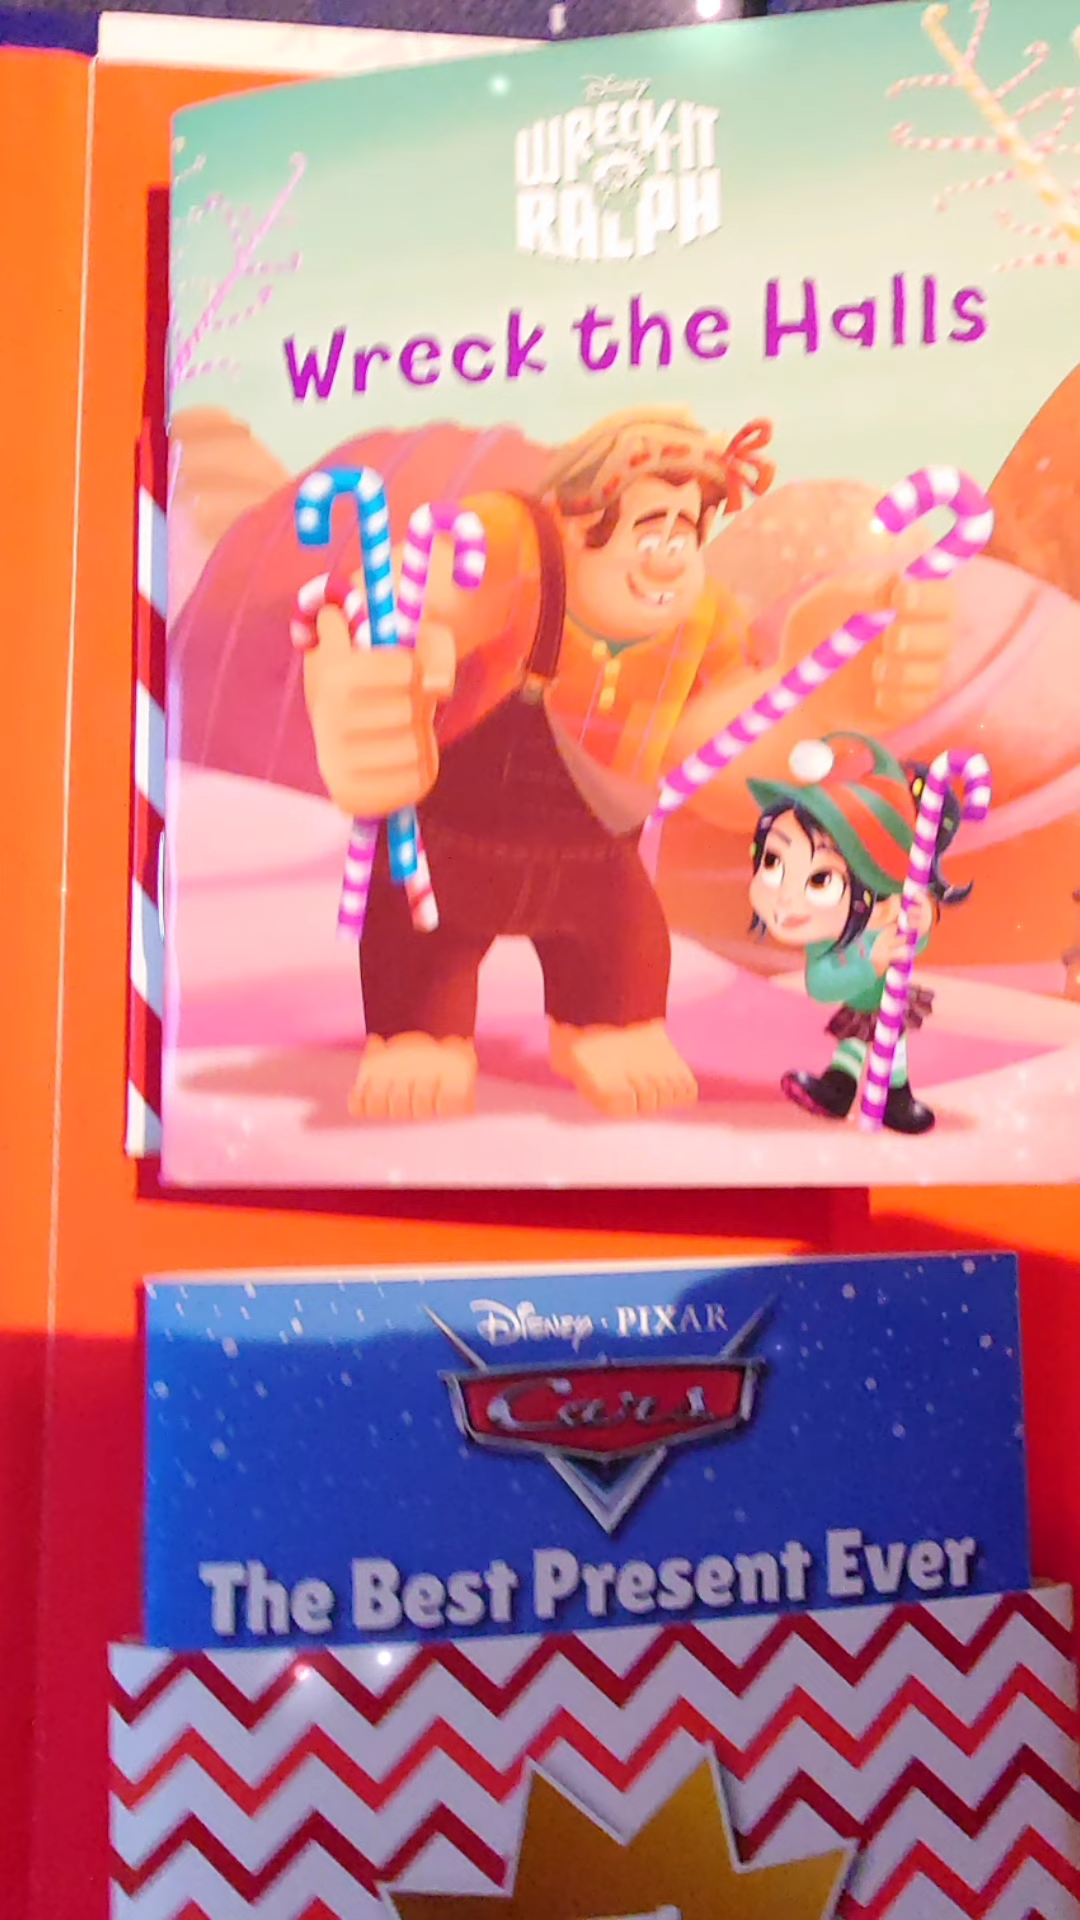 Disney
WRECK-IT
RALPH
Wreck the Halls
Disney · PIXAR
Cars
The Best Present Ever